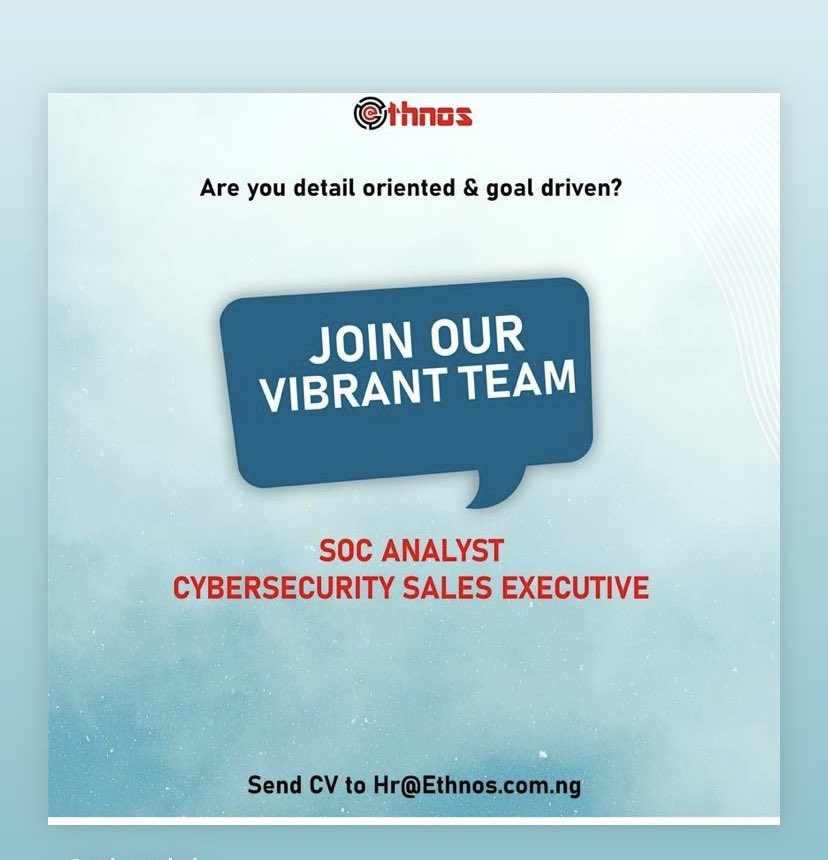 ethnos
Are you detail oriented & goal driven?
JOIN OUR
VIBRANT TEAM
SOC ANALYST
CYBERSECURITY SALES EXECUTIVE
Send CV to Hr@Ethnos.com.ng